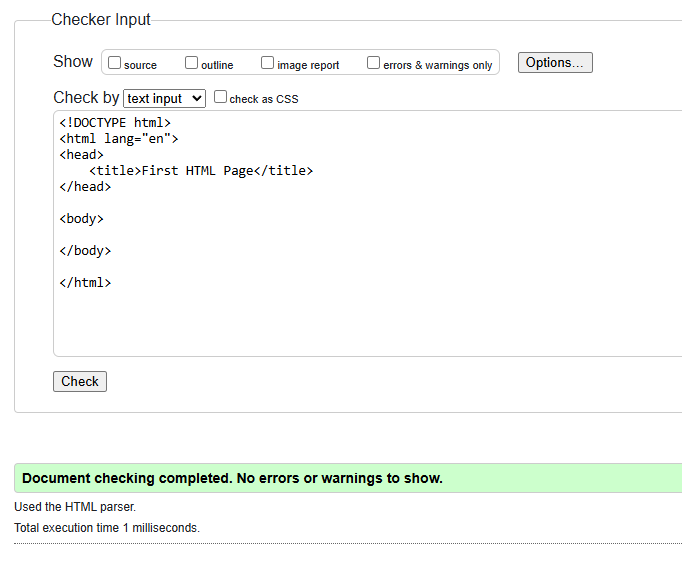 Checker Input
Show source outline image report errors & warnings only Options...
Check by text input check as CSS
<!DOCTYPE html>
<html lang="en">
<head>
    <title>First HTML Page</title>
</head>
<body>
</body>
</html>
Check
Document checking completed. No errors or warnings to show.
Used the HTML parser.
Total execution time 1 milliseconds.